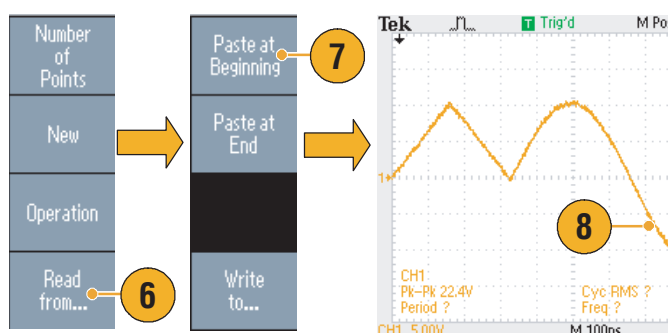 Number
of
Points
New
Operation
Read
from...
6
Paste at
Beginning
7
Paste at
End
Write
to...
Tek
T Trig'd
M Po
1
8
CH1
Pk-Pk 22.4V
Period ?
Cyc RMS ?
Freq ?
CH1 5.00V
M 100ns